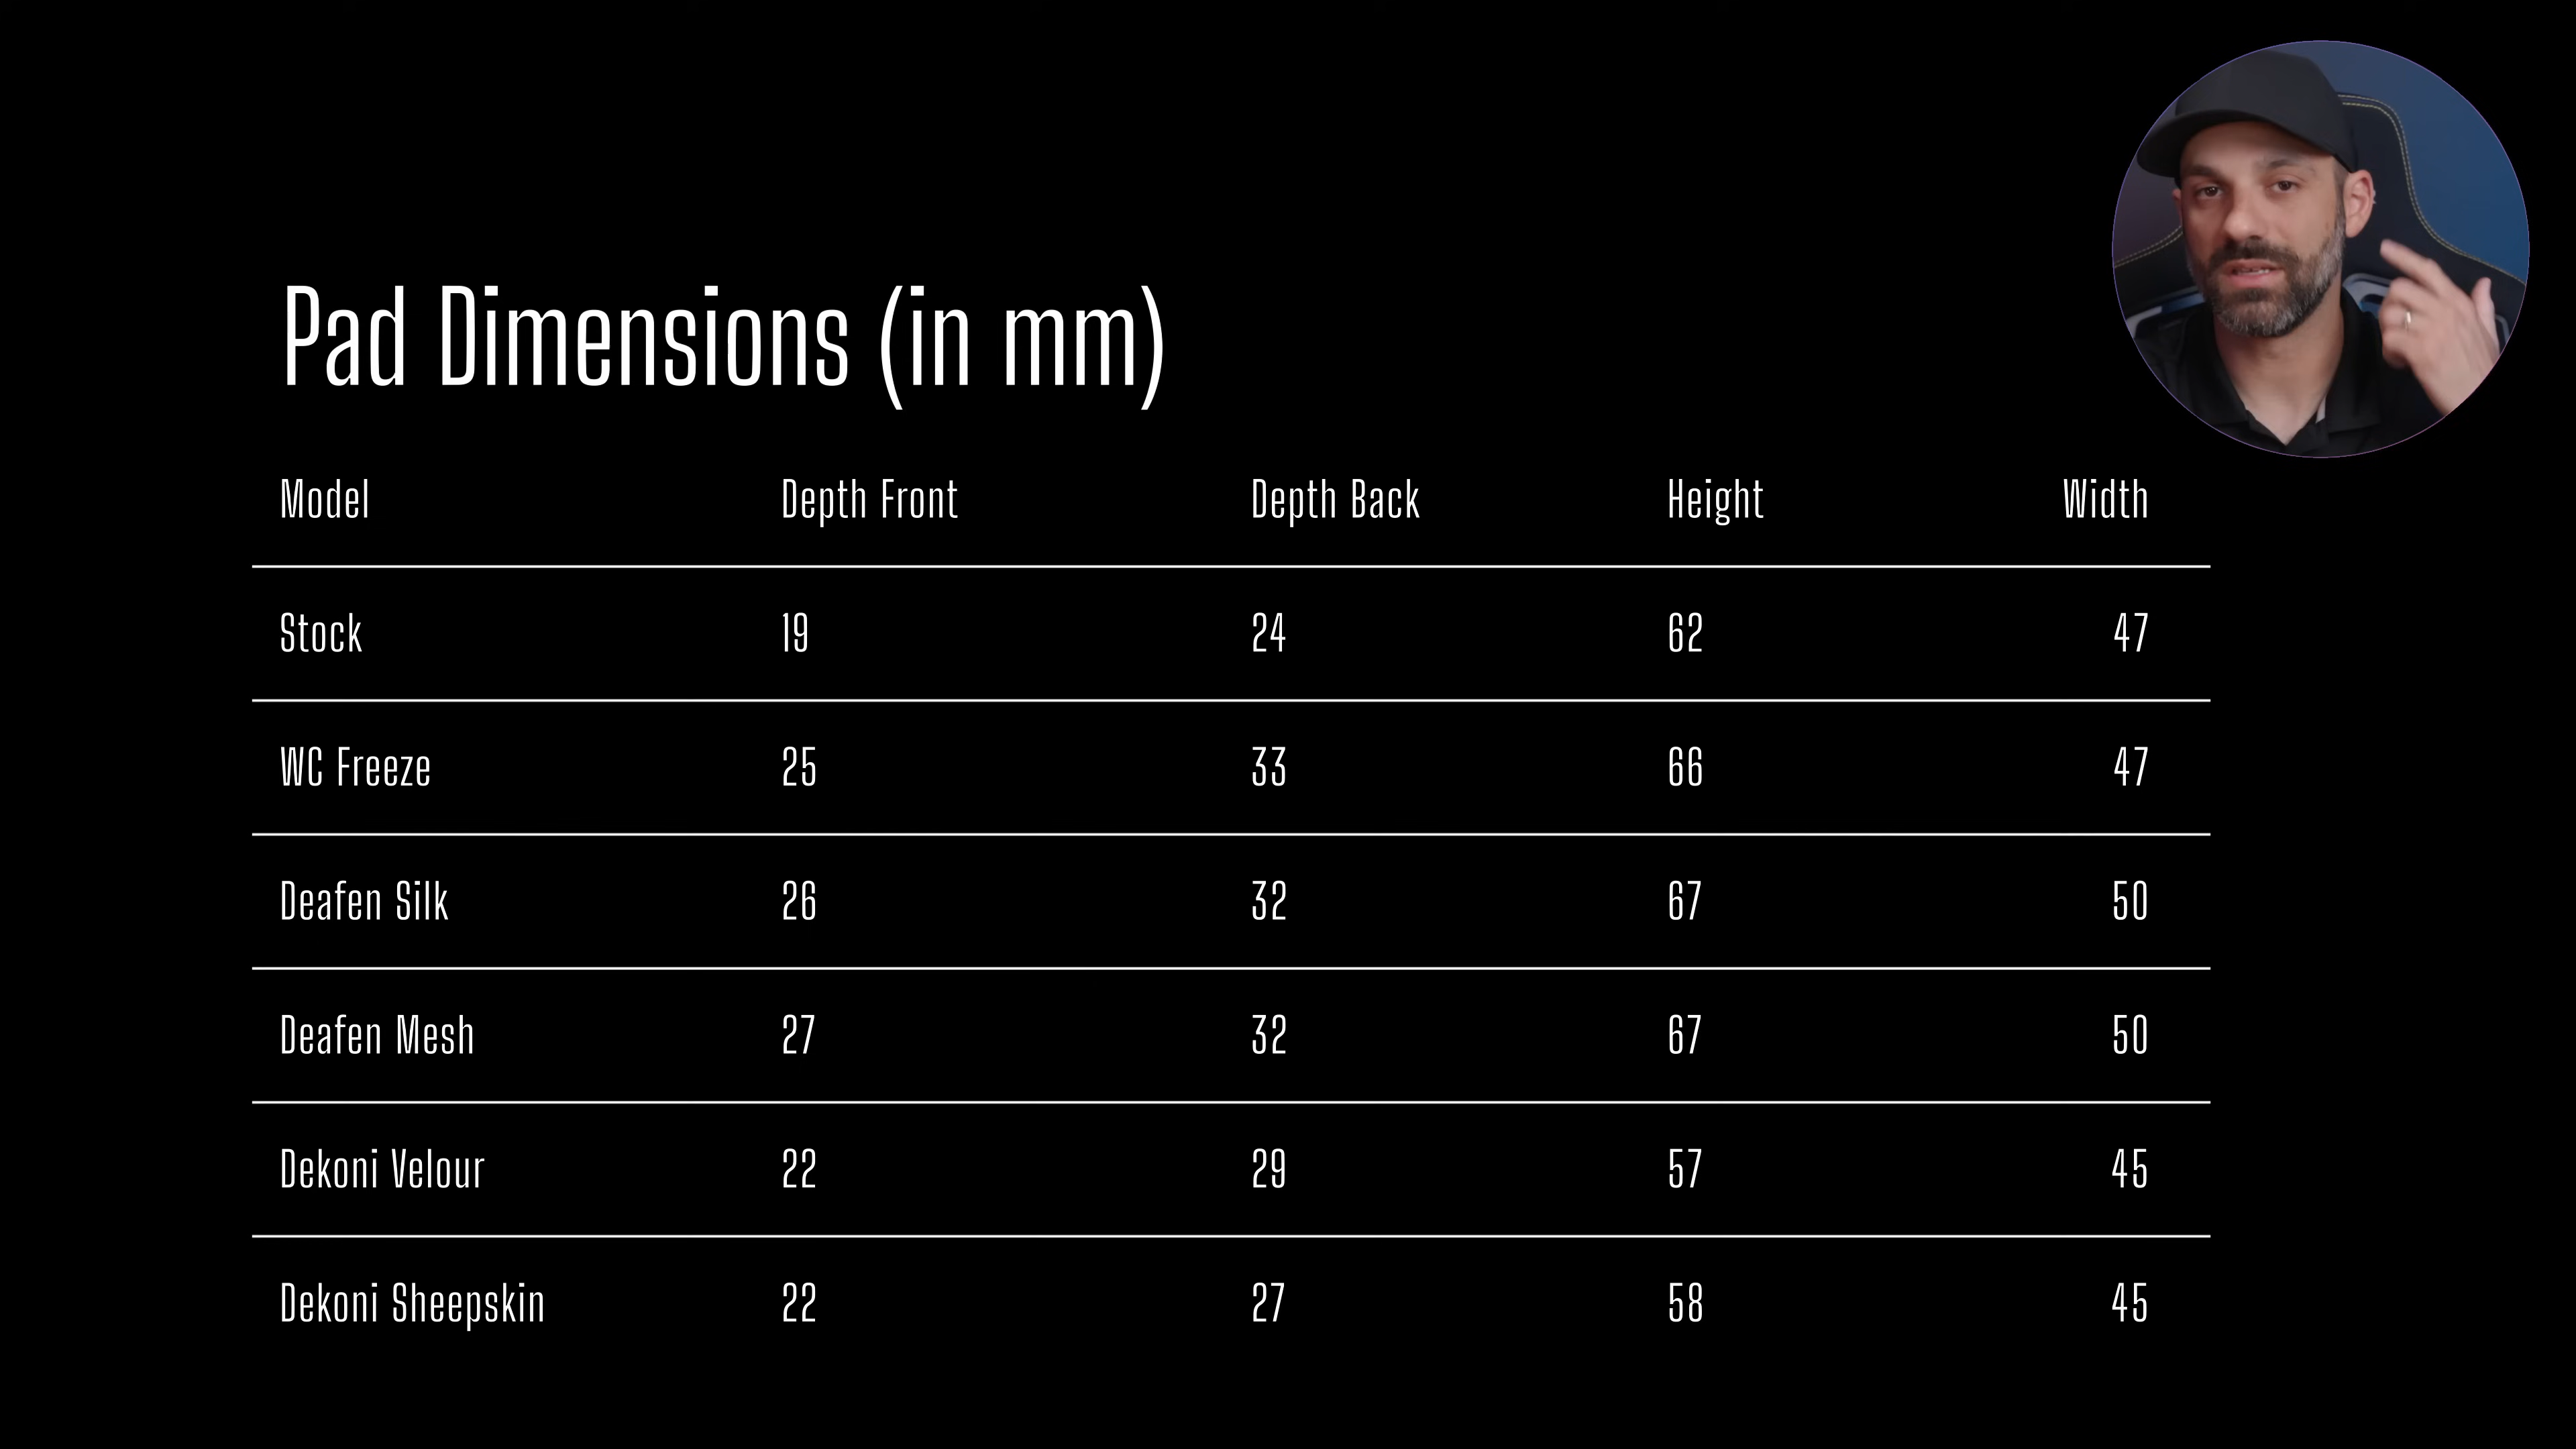 Pad Dimensions (in mm)
Model Depth Front Depth Back Height Width
Stock 19 24 62 47
WC Freeze 25 33 66 47
Deafen Silk 26 32 67 50
Deafen Mesh 27 32 67 50
Dekoni Velour 22 29 57 45
Dekoni Sheepskin 22 27 58 45